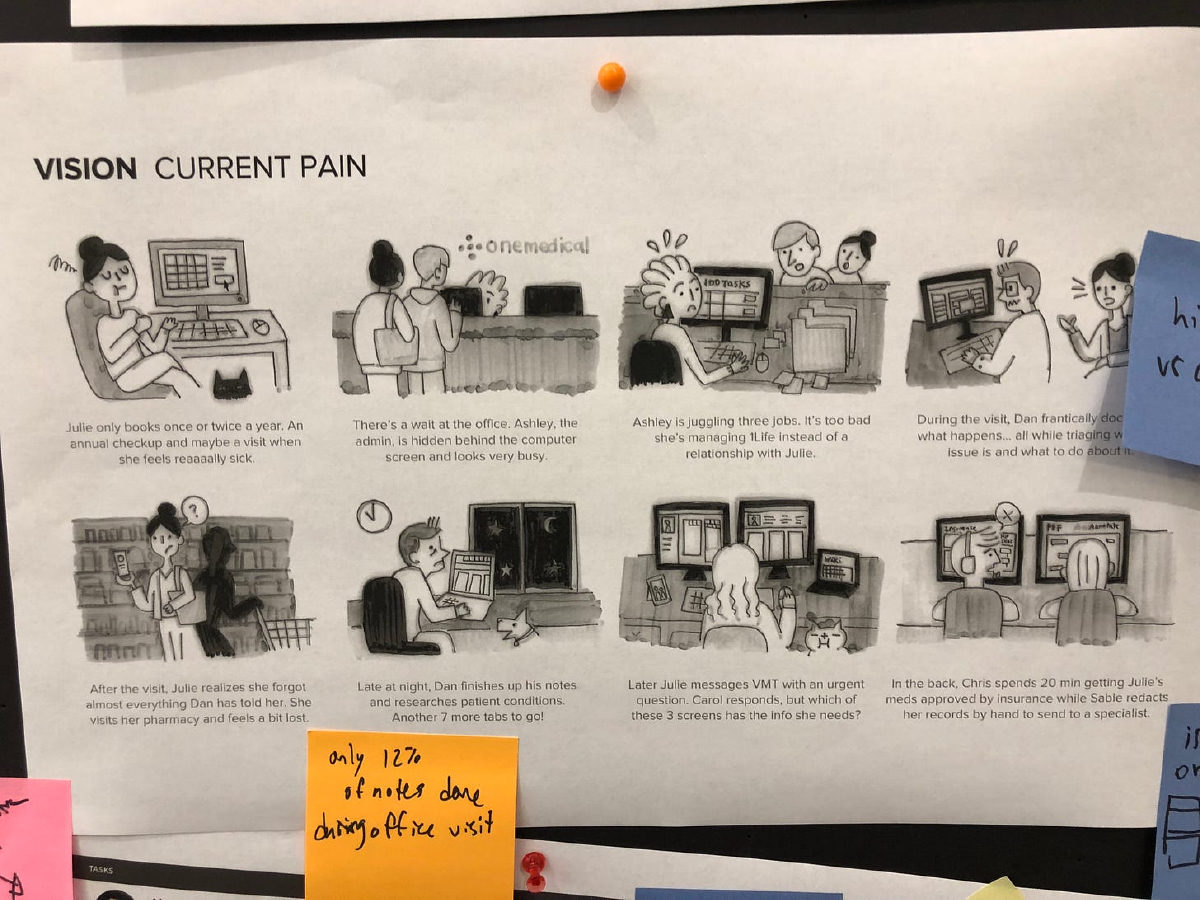 VISION CURRENT PAIN
onemedical
100 TASKS
Julie only books once or twice a year. An
annual checkup and maybe a visit when
she feels reaaaally sick.
There's a wait at the office. Ashley, the
admin, is hidden behind the computer
screen and looks very busy.
Ashley is juggling three jobs. It's too bad
she's managing 1Life instead of a
relationship with Julie.
During the visit, Dan frantically doc
what happens... all while triaging w
issue is and what to do about it.
?
Insurance
X
PDF
After the visit, Julie realizes she forgot
almost everything Dan has told her. She
visits her pharmacy and feels a bit lost.
Late at night, Dan finishes up his notes
and researches patient conditions.
Another 7 more tabs to go!
Later Julie messages VMT with an urgent
question. Carol responds, but which of
these 3 screens has the info she needs?
In the back, Chris spends 20 min getting Julie's
meds approved by insurance while Sable redacts
her records by hand to send to a specialist.
only 12%
of notes done
during office visit
TASKS